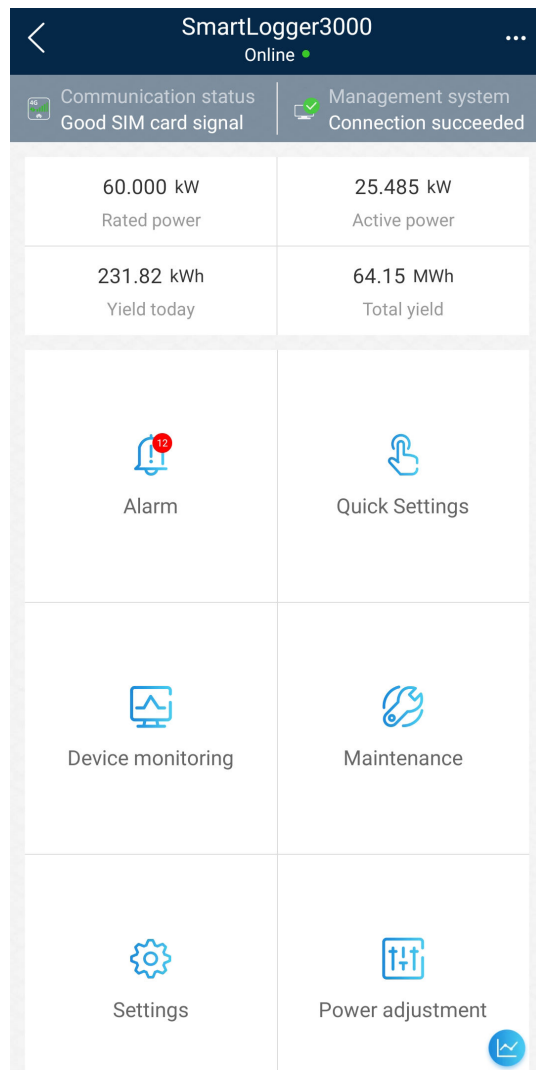 SmartLogger3000
Online
Communication status
Good SIM card signal
Management system
Connection succeeded
60.000 kW
Rated power
25.485 kW
Active power
231.82 kWh
Yield today
64.15 MWh
Total yield
12
Alarm
Quick Settings
Device monitoring
Maintenance
Settings
Power adjustment